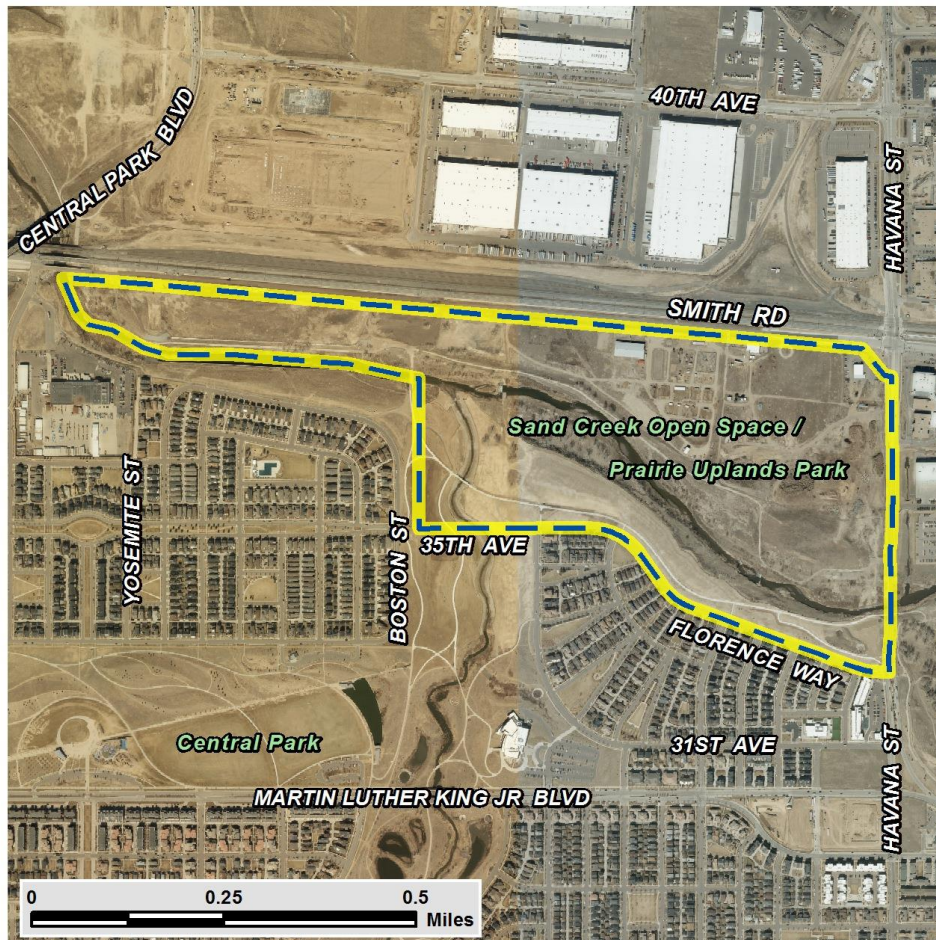 40TH AVE
CENTRAL PARK BLVD
HAVANA ST
SMITH RD
Sand Creek Open Space /
Prairie Uplands Park
YOSEMITE ST
BOSTON ST
35TH AVE
FLORENCE WAY
Central Park
31ST AVE
HAVANA ST
MARTIN LUTHER KING JR BLVD
0 0.25 0.5
Miles